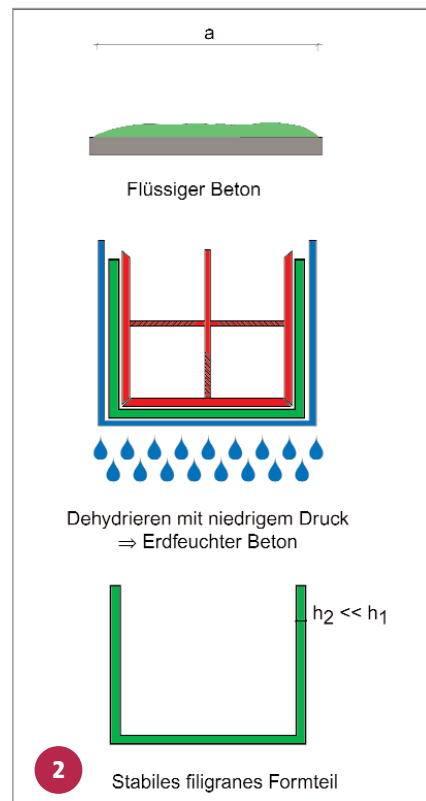 a
Flüssiger Beton
Dehydrieren mit niedrigem Druck
⇒ Erdfeuchter Beton
h₂ << h₁
2
Stabiles filigranes Formteil